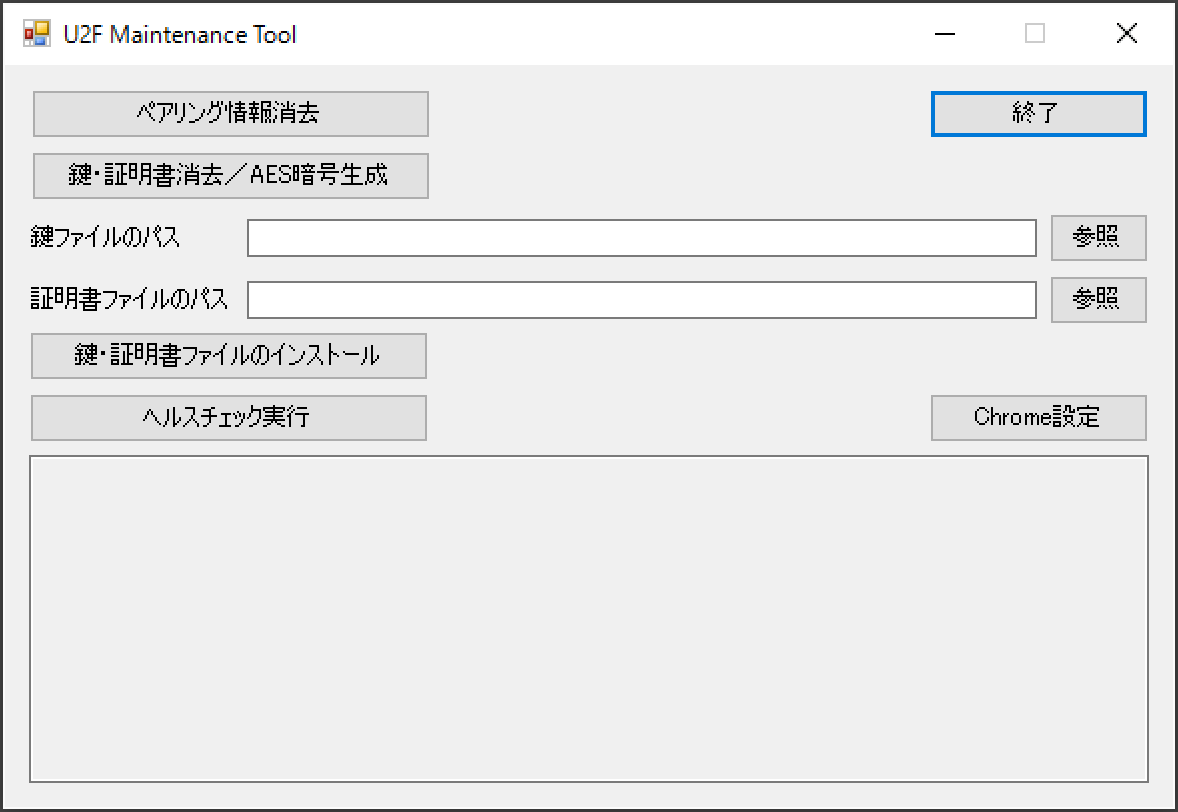 U2F Maintenance Tool
ペアリング情報消去
終了
鍵・証明書消去／AES暗号生成
鍵ファイルのパス
参照
証明書ファイルのパス
参照
鍵・証明書ファイルのインストール
ヘルスチェック実行
Chrome設定